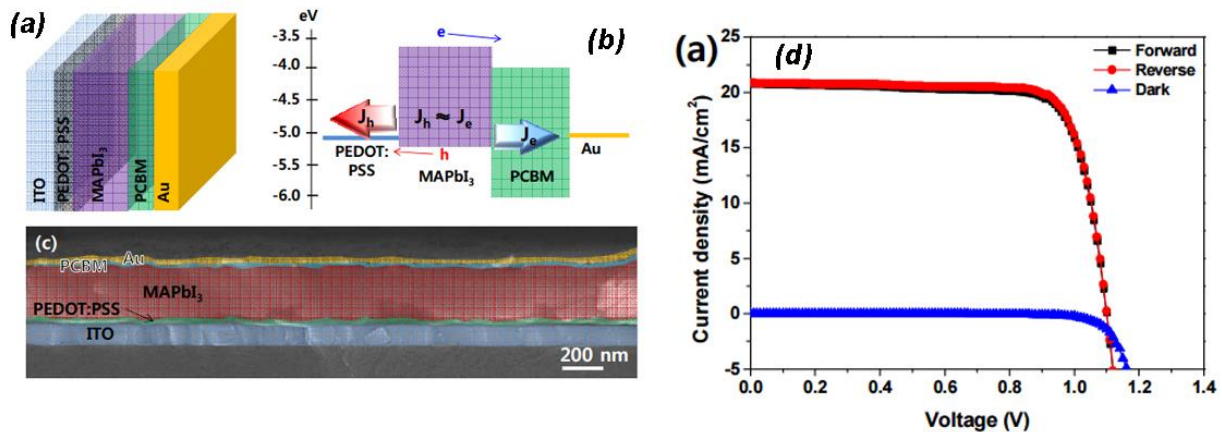 (a)
ITO
PEDOT: PSS
MAPbI₃
PCBM
Au
eV
-3.5
-4.0
-4.5
-5.0
-5.5
-6.0
e
(b)
Jₕ
Jₕ ≈ Jₑ
Jₑ
PEDOT:
PSS
h
MAPbI₃
PCBM
Au
(c)
PCBM
Au
MAPbI₃
PEDOT:PSS
ITO
200 nm
(a)
(d)
Forward
Reverse
Dark
Current density (mA/cm²)
25
20
15
10
5
0
-5
0.0 0.2 0.4 0.6 0.8 1.0 1.2 1.4
Voltage (V)